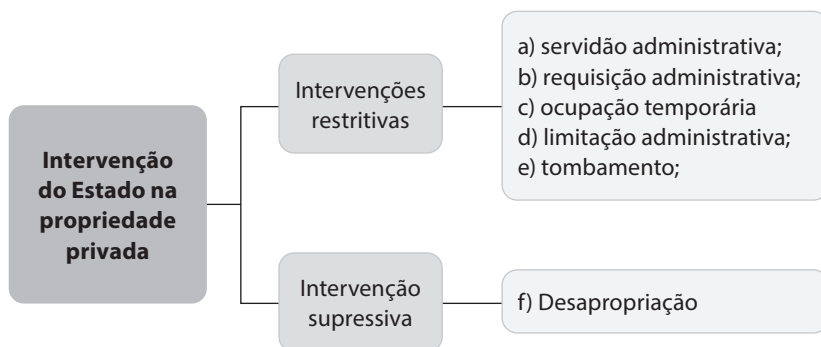 Intervenção
do Estado na
propriedade
privada
Intervenções
restritivas
a) servidão administrativa;
b) requisição administrativa;
c) ocupação temporária
d) limitação administrativa;
e) tombamento;
Intervenção
supressiva
f) Desapropriação